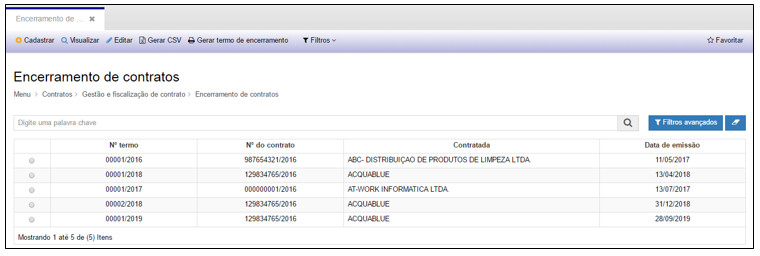 Encerramento de ... ✖
Cadastrar Visualizar Editar Gerar CSV Gerar termo de encerramento Filtros Favoritar
Encerramento de contratos
Menu > Contratos > Gestão e fiscalização de contrato > Encerramento de contratos
Digite uma palavra chave Filtros avançados
Nº termo Nº do contrato Contratada Data de emissão
00001/2016 987654321/2016 ABC- DISTRIBUIÇAO DE PRODUTOS DE LIMPEZA LTDA. 11/05/2017
00001/2018 129834765/2016 ACQUABLUE 13/04/2018
00001/2017 000000001/2016 AT-WORK INFORMATICA LTDA. 13/07/2017
00002/2018 129834765/2016 ACQUABLUE 31/12/2018
00001/2019 129834765/2016 ACQUABLUE 28/09/2019
Mostrando 1 até 5 de (5) Itens